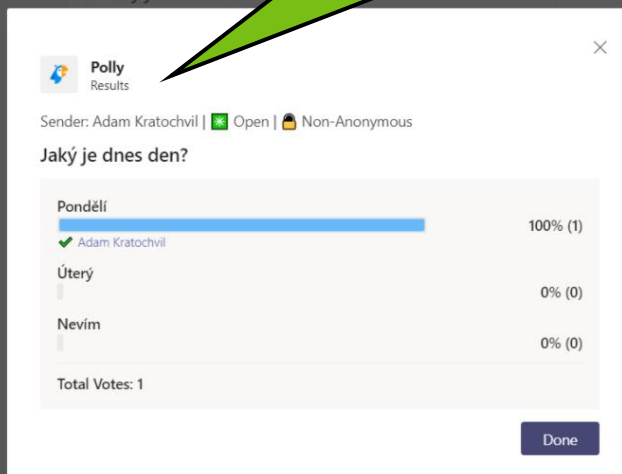 Polly
Results
Sender: Adam Kratochvil | Open | Non-Anonymous
Jaký je dnes den?
Pondělí
100% (1)
Adam Kratochvil
Úterý
0% (0)
Nevím
0% (0)
Total Votes: 1
Done